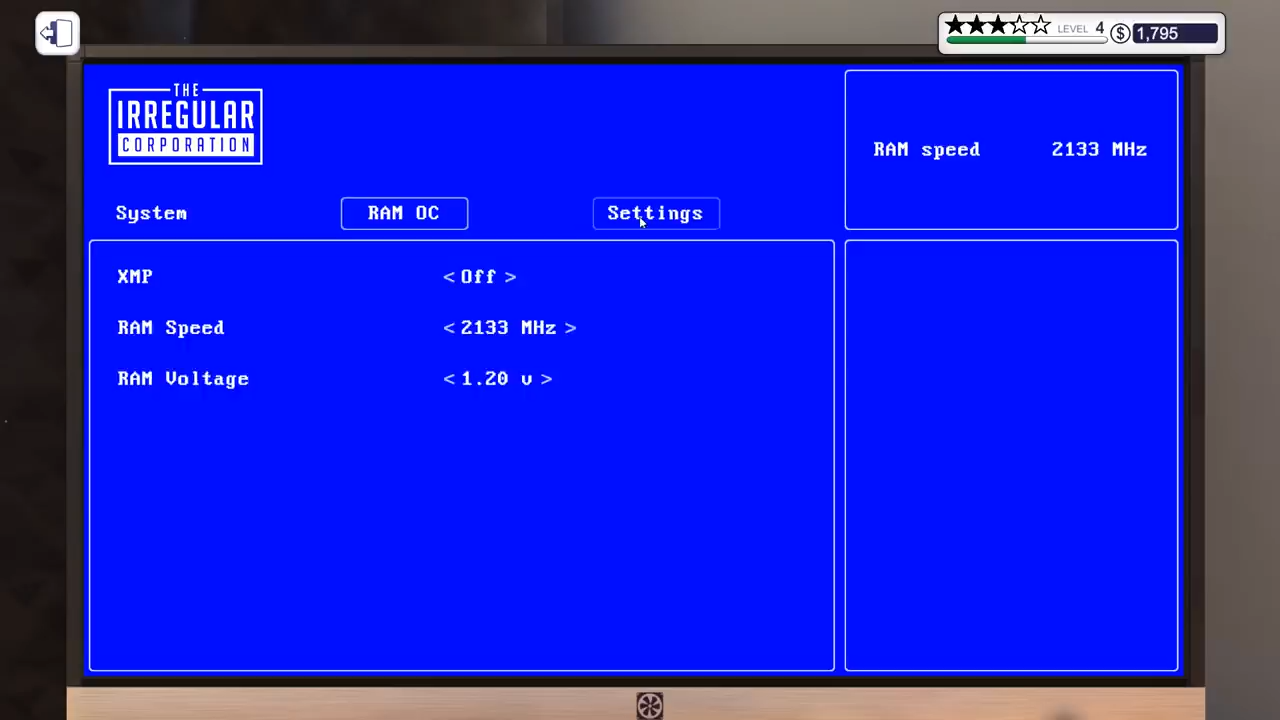 LEVEL 4 $ 1,795
THE
IRREGULAR
CORPORATION
RAM speed 2133 MHz
System RAM OC Settings
XMP < Off >
RAM Speed < 2133 MHz >
RAM Voltage < 1.20 v >